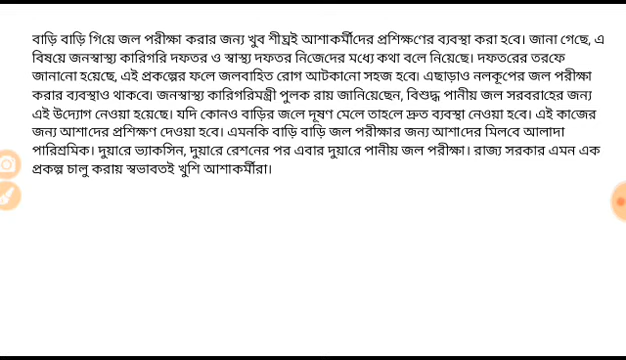 বাড়ি বাড়ি গিয়ে জল পরীক্ষা করার জন্য খুব শীঘ্রই আশাকর্মীদের প্রশিক্ষণের ব্যবস্থা করা হবে। জানা গেছে, এ
বিষয়ে জনস্বাস্থ্য কারিগরি দফতর ও স্বাস্থ্য দফতর নিজেদের মধ্যে কথা বলে নিয়েছে। দফতরের তরফে
জানানো হয়েছে, এই প্রকল্পের ফলে জলবাহিত রোগ আটকানো সহজ হবে। এছাড়াও নলকূপের জল পরীক্ষা
করার ব্যবস্থাও থাকবে। জনস্বাস্থ্য কারিগরিমন্ত্রী পুলক রায় জানিয়েছেন, বিশুদ্ধ পানীয় জল সরবরাহের জন্য
এই উদ্যোগ নেওয়া হয়েছে। যদি কোনও বাড়ির জলে দূষণ মেলে তাহলে দ্রুত ব্যবস্থা নেওয়া হবে। এই কাজের
জন্য আশাদের প্রশিক্ষণ দেওয়া হবে। এমনকি বাড়ি বাড়ি জল পরীক্ষার জন্য আশাদের মিলবে আলাদা
পারিশ্রমিক। দুয়ারে ভ্যাকসিন, দুয়ারে রেশনের পর এবার দুয়ারে পানীয় জল পরীক্ষা। রাজ্য সরকার এমন এক
প্রকল্প চালু করায় স্বভাবতই খুশি আশাকর্মীরা।